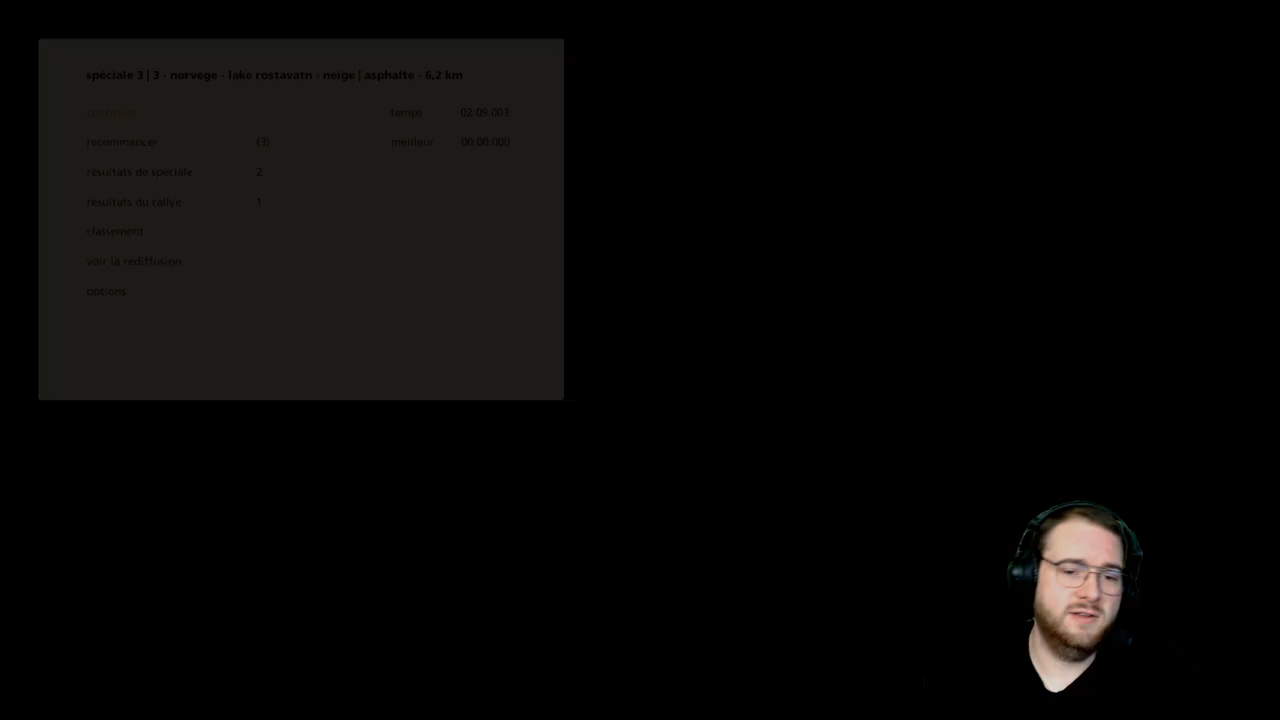 spéciale 3 | 3 - norvège - lake rostavatn - neige | asphalte - 6,2 km
continuer
temps 02:09.003
recommencer (3)
meilleur 00:00.000
résultats de spéciale 2
résultats du rallye 1
classement
voir la rediffusion
options